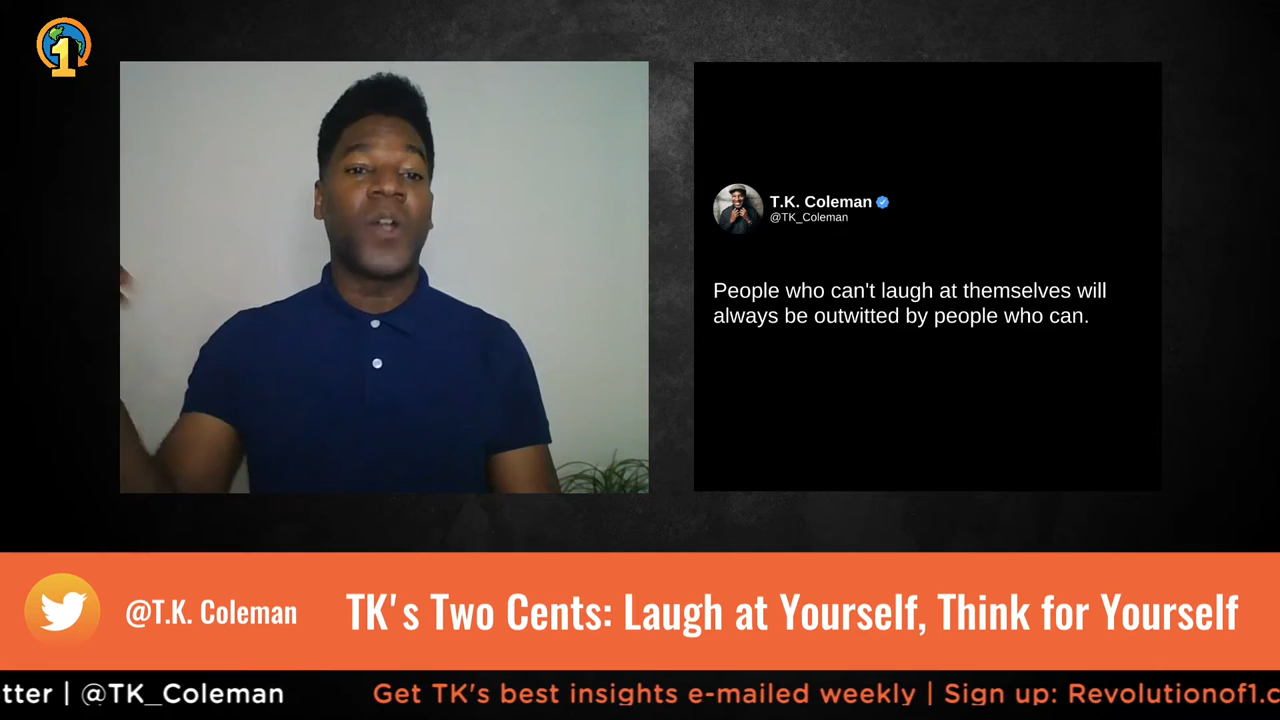 1
T.K. Coleman
@TK_Coleman
People who can't laugh at themselves will
always be outwitted by people who can.
@T.K. Coleman
TK's Two Cents: Laugh at Yourself, Think for Yourself
tter | @TK_Coleman
Get TK's best insights e-mailed weekly | Sign up: Revolutionof1.c